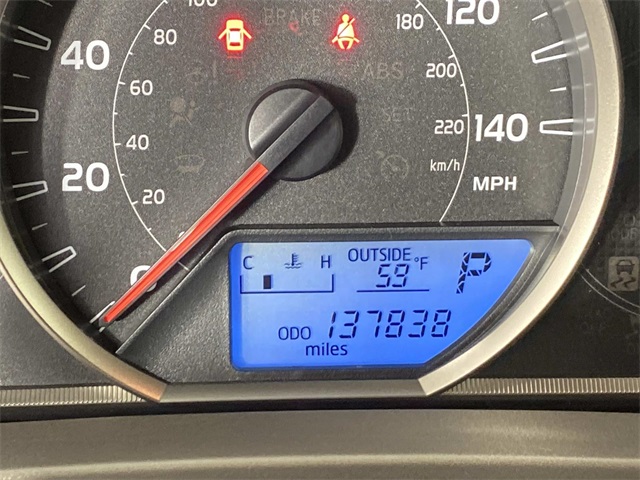 100 BRAKE 180 120
40 80
ABS 200
60
SET 220 140
40 km/h
20 MPH
20
0
C H OUTSIDE
59 °F P
ODO 137838
miles